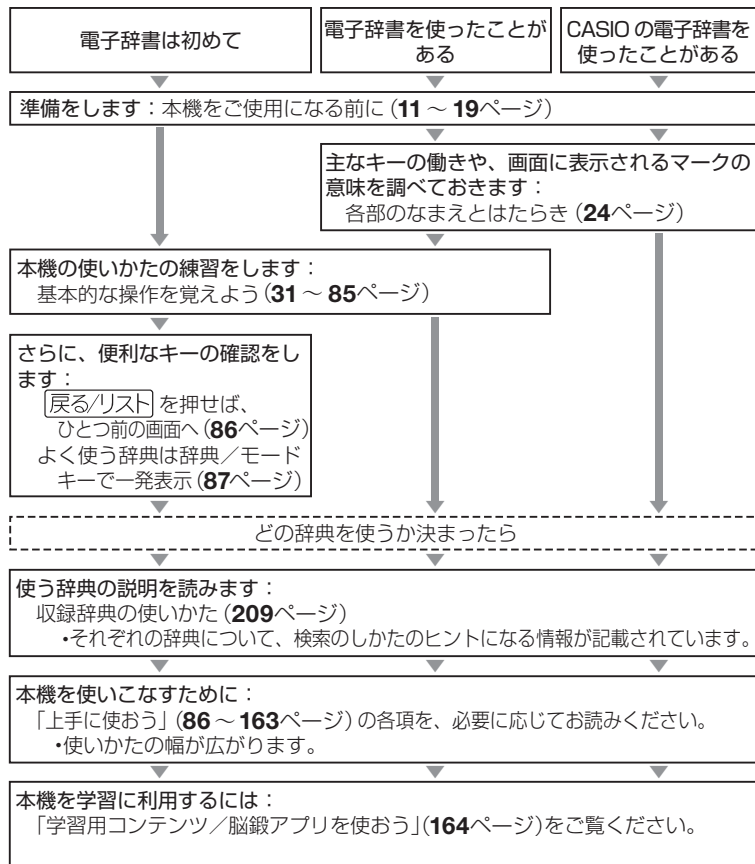 電子辞書は初めて
電子辞書を使ったことが
ある
CASIO の電子辞書を
使ったことがある
準備をします：本機をご使用になる前に（11 ～ 19ページ）
主なキーの働きや、画面に表示されるマークの
意味を調べておきます：
各部のなまえとはたらき（24ページ）
本機の使いかたの練習をします：
基本的な操作を覚えよう（31 ～ 85ページ）
さらに、便利なキーの確認をし
ます：
戻る/リスト を押せば、
ひとつ前の画面へ（86ページ）
よく使う辞典は辞典／モード
キーで一発表示（87ページ）
どの辞典を使うか決まったら
使う辞典の説明を読みます：
収録辞典の使いかた（209ページ）
•それぞれの辞典について、検索のしかたのヒントになる情報が記載されています。
本機を使いこなすために：
「上手に使おう」（86 ～ 163ページ）の各項を、必要に応じてお読みください。
•使いかたの幅が広がります。
本機を学習に利用するには：
「学習用コンテンツ／脳鍛アプリを使おう」（164ページ）をご覧ください。